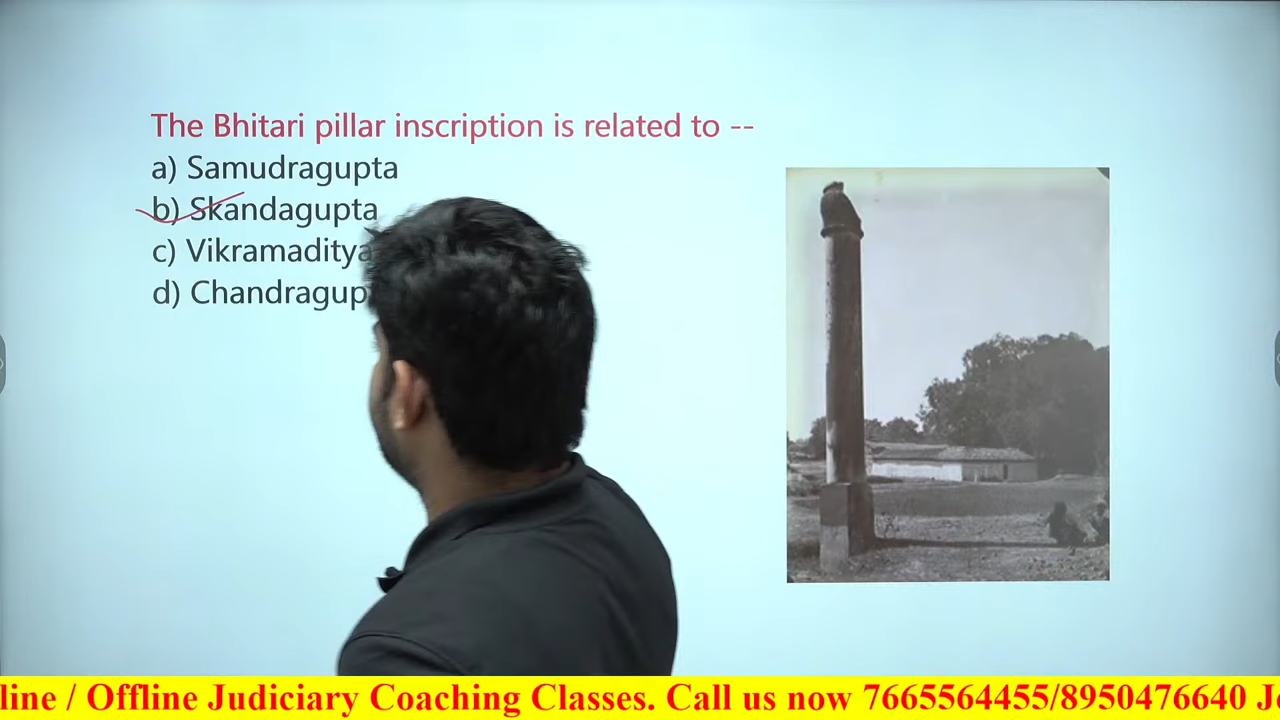 The Bhitari pillar inscription is related to --
a) Samudragupta
b) Skandagupta
c) Vikramaditya
d)
line / Offline Judiciary Coaching Classes. Call us now 7665564455/8950476640